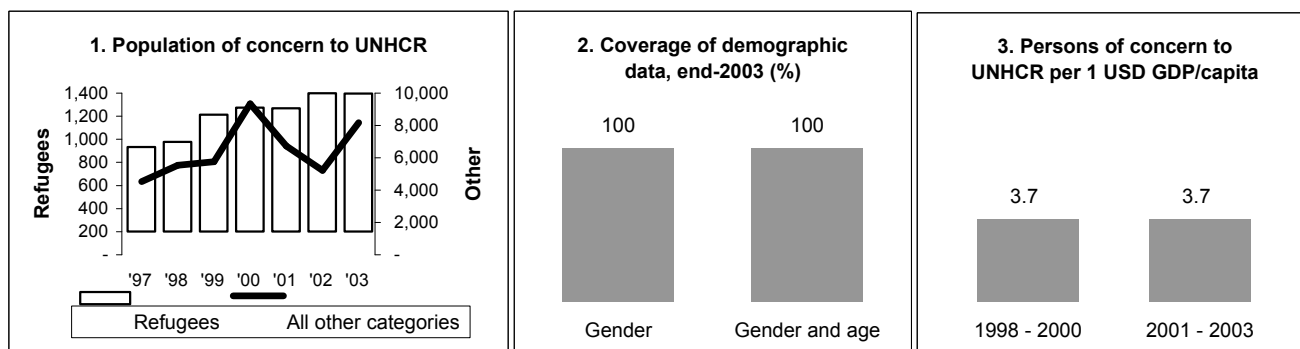 1. Population of concern to UNHCR
1,400
1,200
1,000
800
600
400
200
-
Refugees
10,000
8,000
6,000
4,000
2,000
-
Other
'97 '98 '99 '00 '01 '02 '03
Refugees All other categories
2. Coverage of demographic
data, end-2003 (%)
100 100
Gender Gender and age
3. Persons of concern to
UNHCR per 1 USD GDP/capita
3.7 3.7
1998 - 2000 2001 - 2003